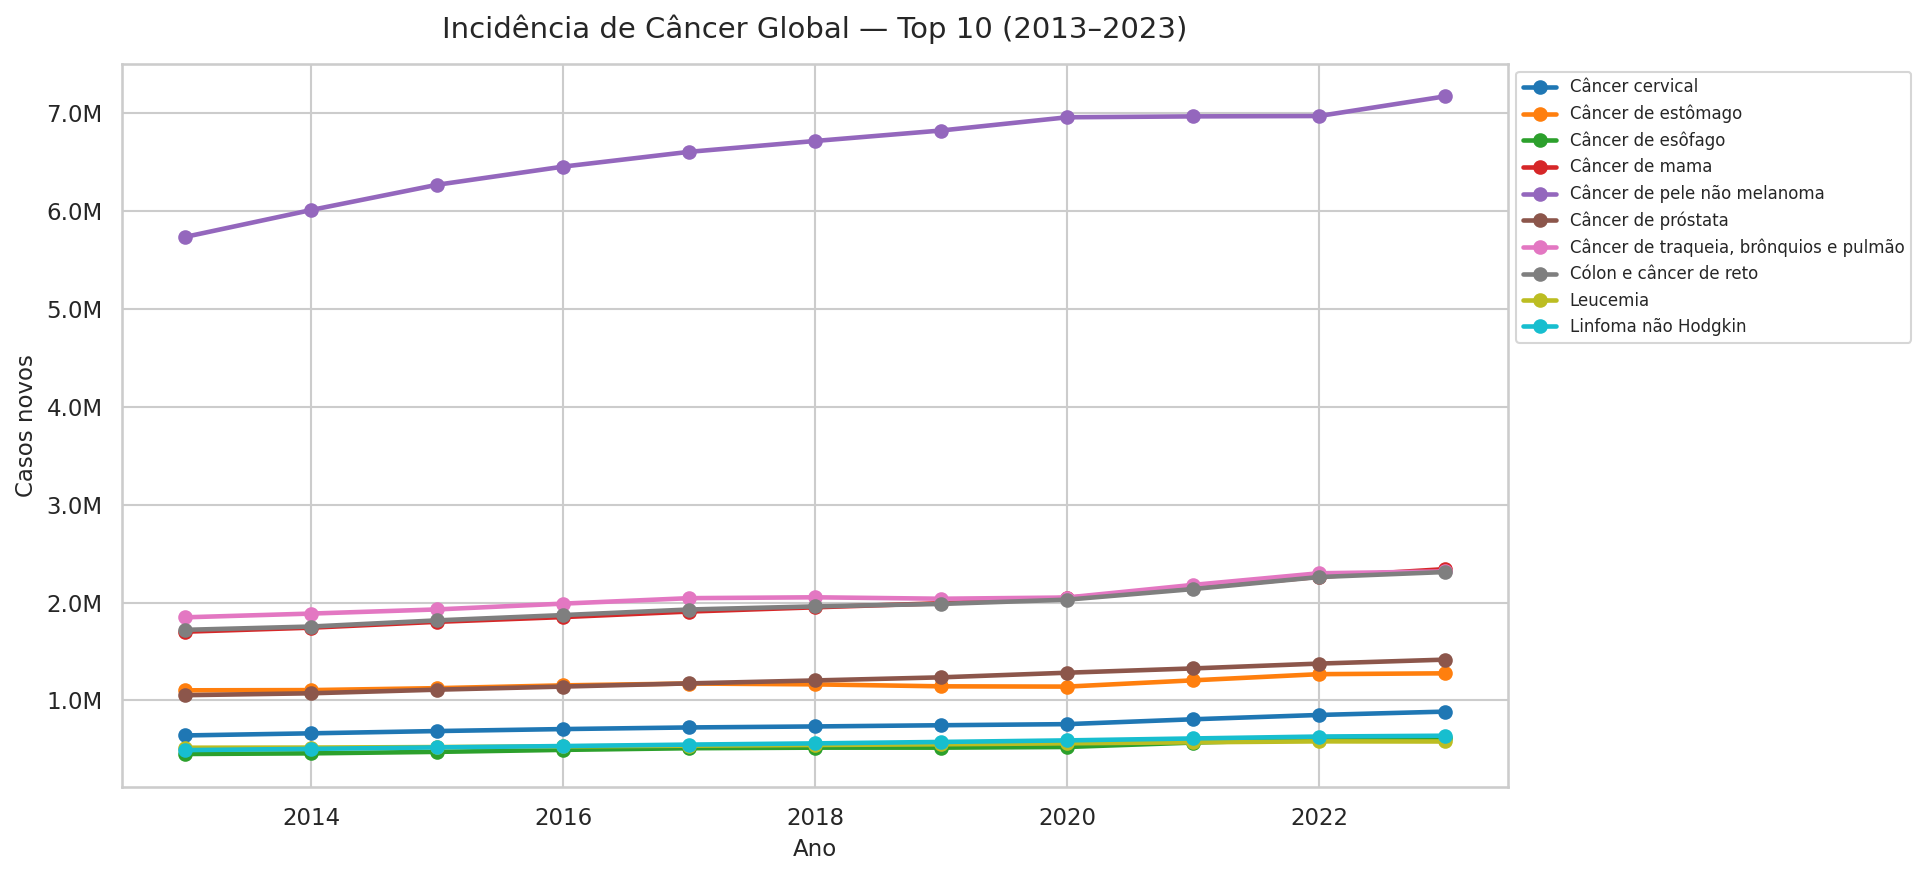 Incidência de Câncer Global — Top 10 (2013–2023)
7.0M
6.0M
5.0M
4.0M
3.0M
2.0M
1.0M
Casos novos
2014
2016
2018
2020
2022
Ano
Câncer cervical
Câncer de estômago
Câncer de esôfago
Câncer de mama
Câncer de pele não melanoma
Câncer de próstata
Câncer de traqueia, brônquios e pulmão
Cólon e câncer de reto
Leucemia
Linfoma não Hodgkin